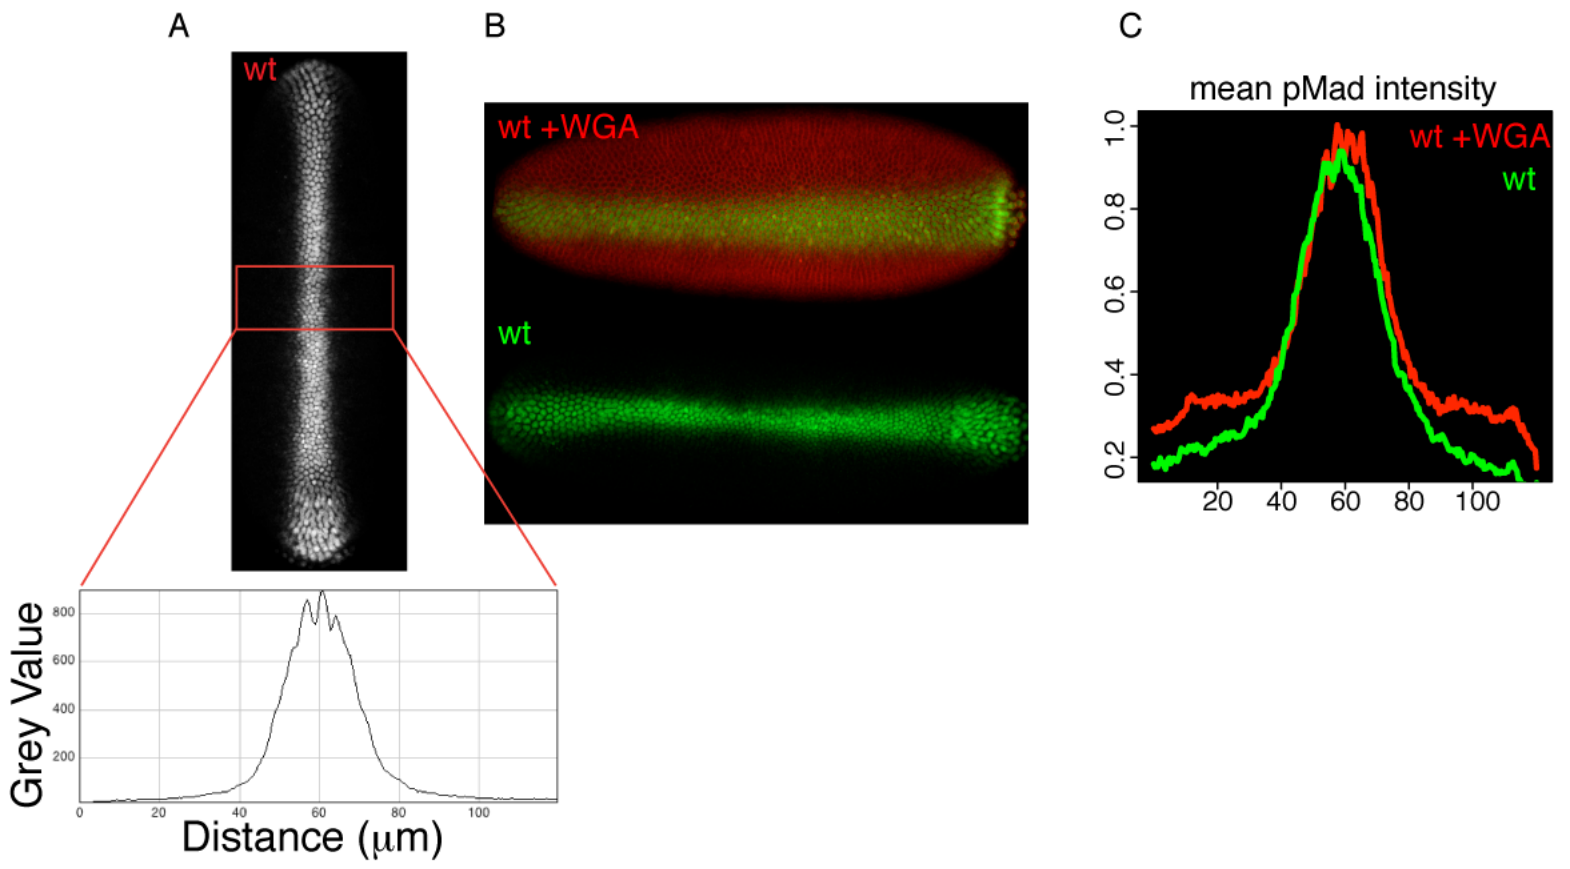 A
B
C
wt
wt +WGA
wt
mean pMad intensity
wt +WGA
wt
1.0
0.8
0.6
0.4
0.2
20 40 60 80 100
Grey Value
800
600
400
200
0 20 40 60 80 100
Distance (μm)